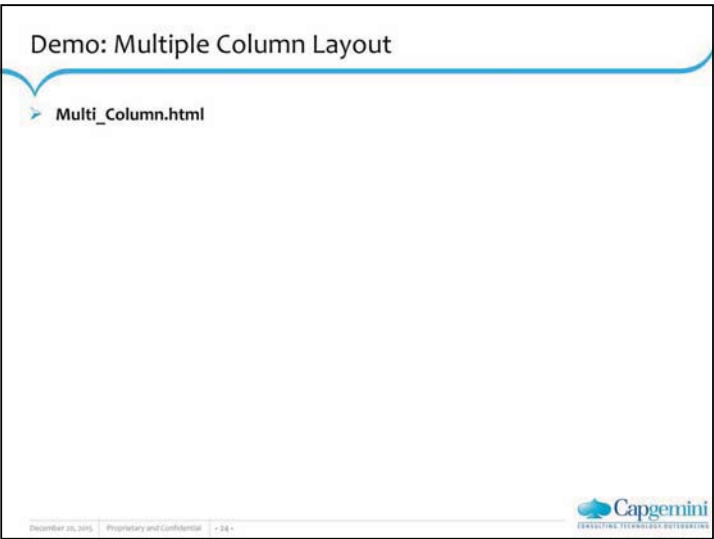 Demo: Multiple Column Layout
➢ Multi_Column.html
December 20, 2015 | Proprietary and Confidential | - 24 -
Capgemini
CONSULTING.TECHNOLOGY.OUTSOURCING